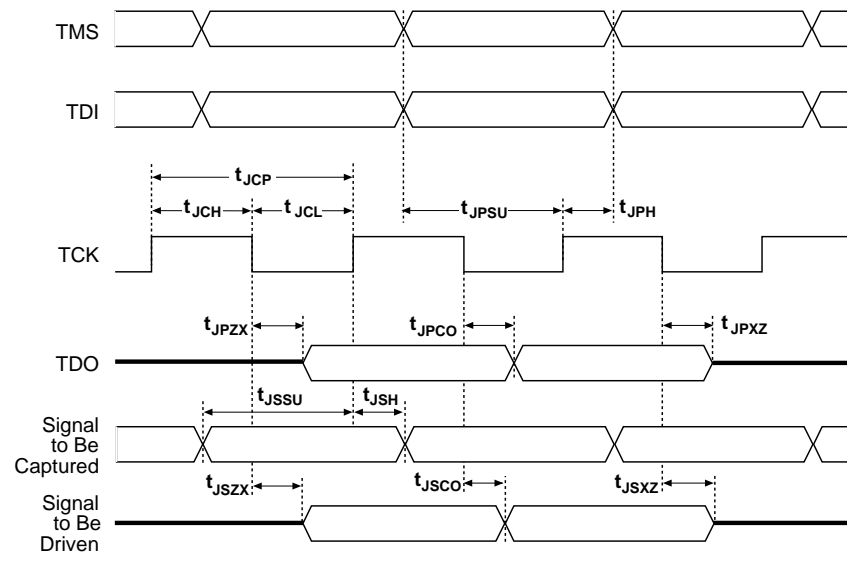 TMS
TDI
tJCP
tJCH
tJCL
tJPSU
tJPH
TCK
tJPZX
tJPCO
tJPXZ
TDO
tJSSU
tJSH
Signal
to Be
Captured
tJSZX
tJSCO
tJSXZ
Signal
to Be
Driven